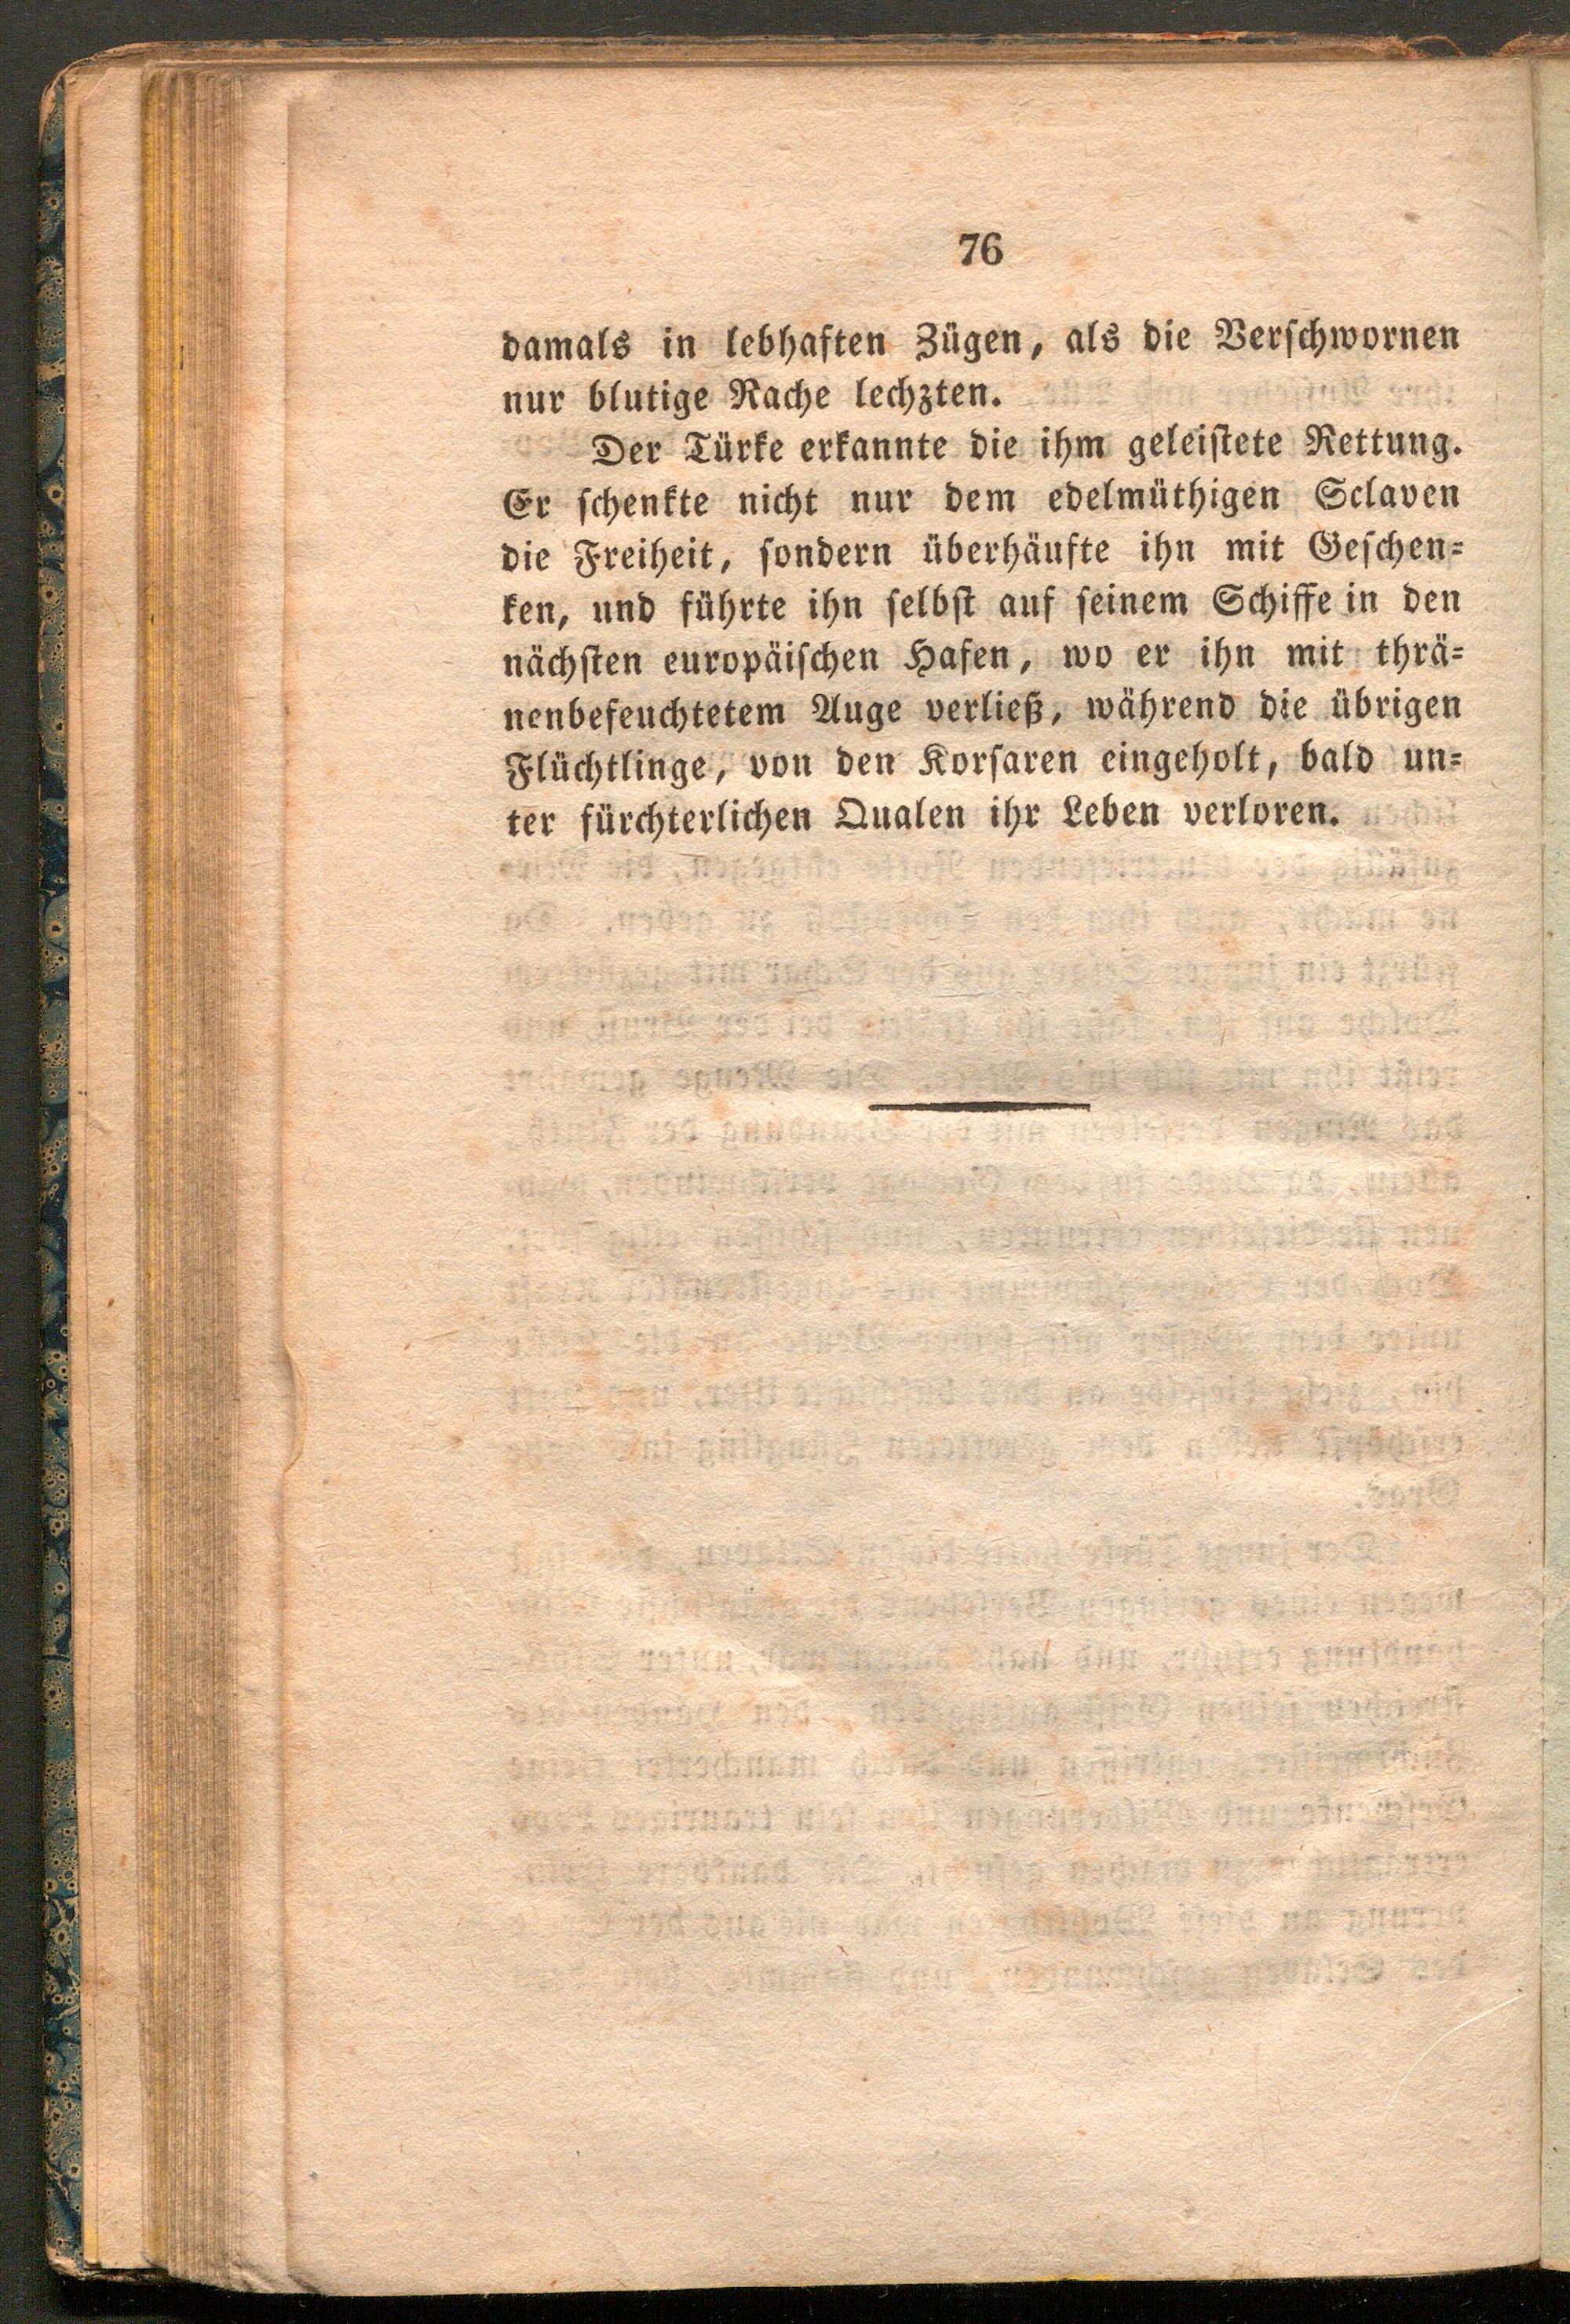 76
damals in lebhaften Zügen, als die Verschwornen
nur blutige Rache lechzten.
Der Türke erkannte die ihm geleistete Rettung.
Er schenkte nicht nur dem edelmüthigen Sclaven
die Freiheit, sondern überhäufte ihn mit Geschen-
ken, und führte ihn selbst auf seinem Schiffe in den
nächsten europäischen Hafen, wo er ihn mit thrä-
nenbefeuchtetem Auge verließ, während die übrigen
Flüchtlinge, von den Korsaren eingeholt, bald un-
ter fürchterlichen Qualen ihr Leben verloren.